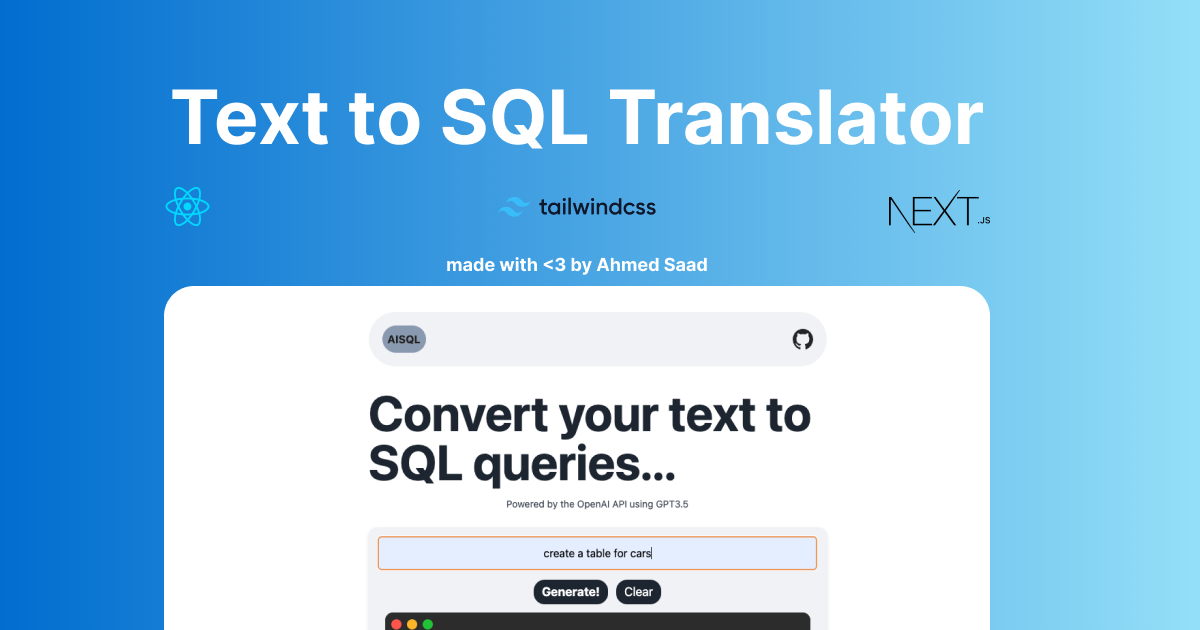 Text to SQL Translator
tailwindcss
NEXT.JS
made with <3 by Ahmed Saad
AISQL
Convert your text to
SQL queries...
Powered by the OpenAI API using GPT3.5
create a table for cars
Generate!
Clear